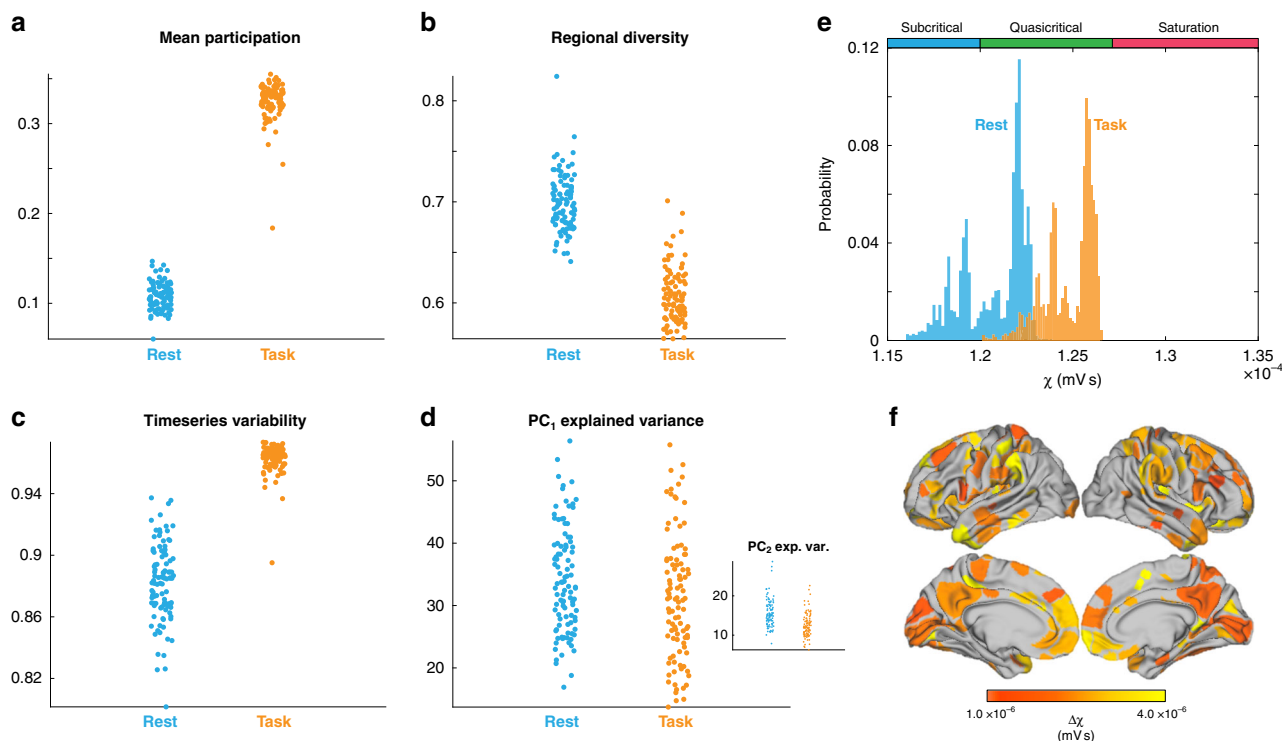 a
Mean participation
0.3
0.2
0.1
Rest Task
b
Regional diversity
0.8
0.7
0.6
Rest Task
c
Timeseries variability
0.94
0.9
0.86
0.82
Rest Task
d
PC₁ explained variance
50
40
30
20
Rest Task
PC₂ exp. var.
20
10
e
Subcritical Quasicritical Saturation
0.12
0.08
0.04
0
Probability
Rest Task
1.15 1.2 1.25 1.3 1.35
×10⁻⁴
χ (mV s)
f
1.0 ×10⁻⁶ 4.0 ×10⁻⁶
Δχ
(mV s)